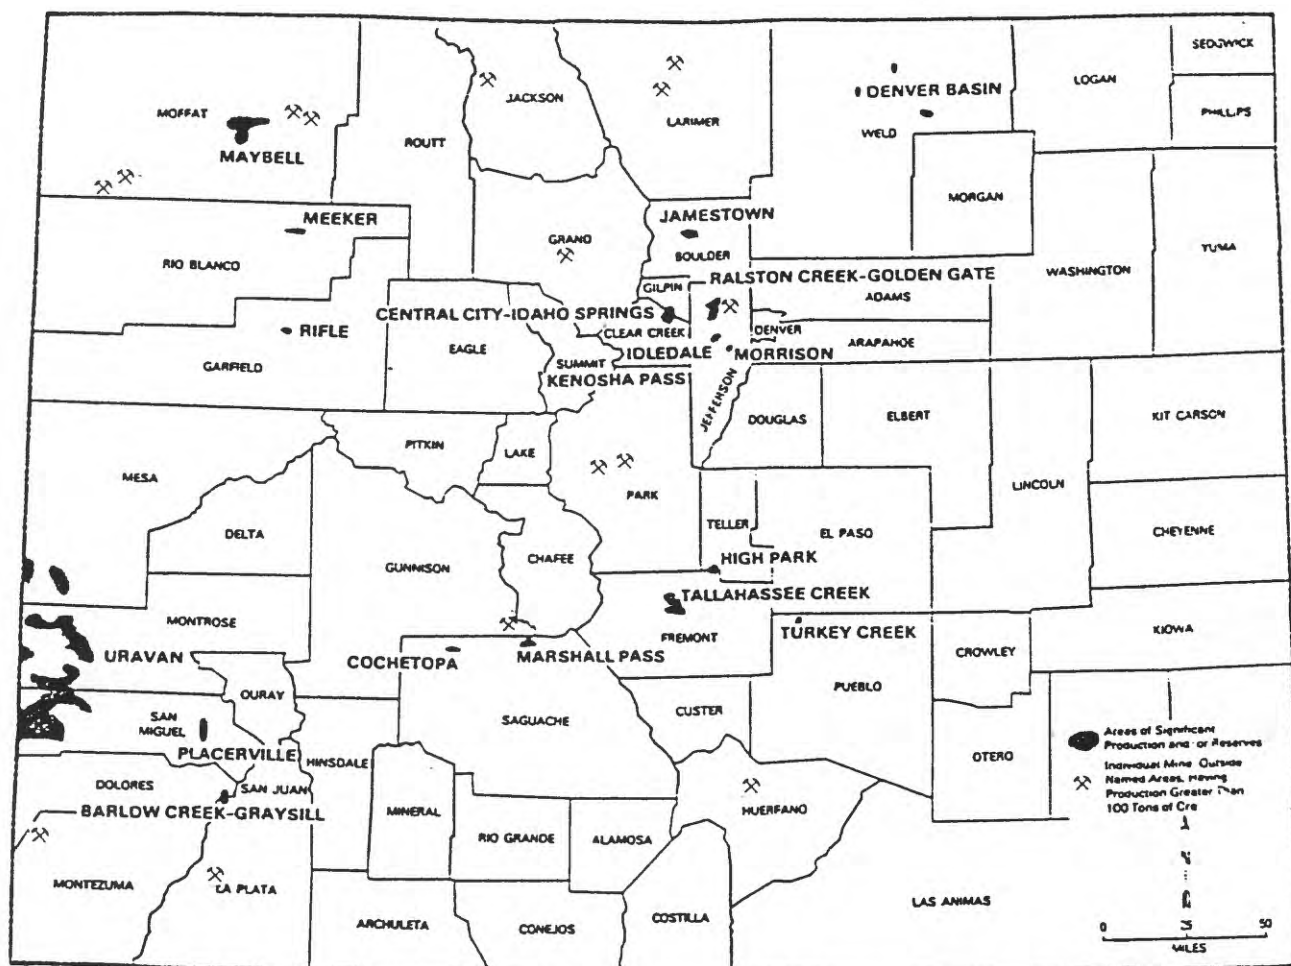 SEDGWICK
LOGAN
PHILLIPS
JACKSON
LARIMER
DENVER BASIN
MOFFAT
WELD
ROUTT
MAYBELL
MORGAN
MEEKER
JAMESTOWN
YUMA
GRAND
BOULDER
WASHINGTON
RIO BLANCO
RALSTON CREEK-GOLDEN GATE
GILPIN
ADAMS
CENTRAL CITY-IDAHO SPRINGS
RIFLE
CLEAR CREEK
DENVER
EAGLE
IDLEDALE
MORRISON
ARAPAHOE
GARFIELD
SUMMIT
KENOSHA PASS
JEFFERSON
DOUGLAS
ELBERT
KIT CARSON
PITKIN
LAKE
MESA
PARK
LINCOLN
TELLER
EL PASO
CHEYENNE
DELTA
CHAFEE
GUNNISON
HIGH PARK
TALLAHASSEE CREEK
MONTROSE
FREMONT
TURKEY CREEK
KIOWA
URAVAN
COCHETOPA
MARSHALL PASS
CROWLEY
OURAY
PUEBLO
SAN
MIGUEL
SAGUACHE
CUSTER
PLACERVILLE
HINSDALE
OTERO
Areas of Significant
Production and/or Reserves
DOLORES
SAN JUAN
Individual Mine Outside
Named Areas, Having
Production Greater Than
100 Tons of Ore
BARLOW CREEK-GRAYSILL
MINERAL
RIO GRANDE
ALAMOSA
HUERFANO
MONTEZUMA
LA PLATA
COSTILLA
LAS ANIMAS
ARCHULETA
CONEJOS
0 25 50
MILES